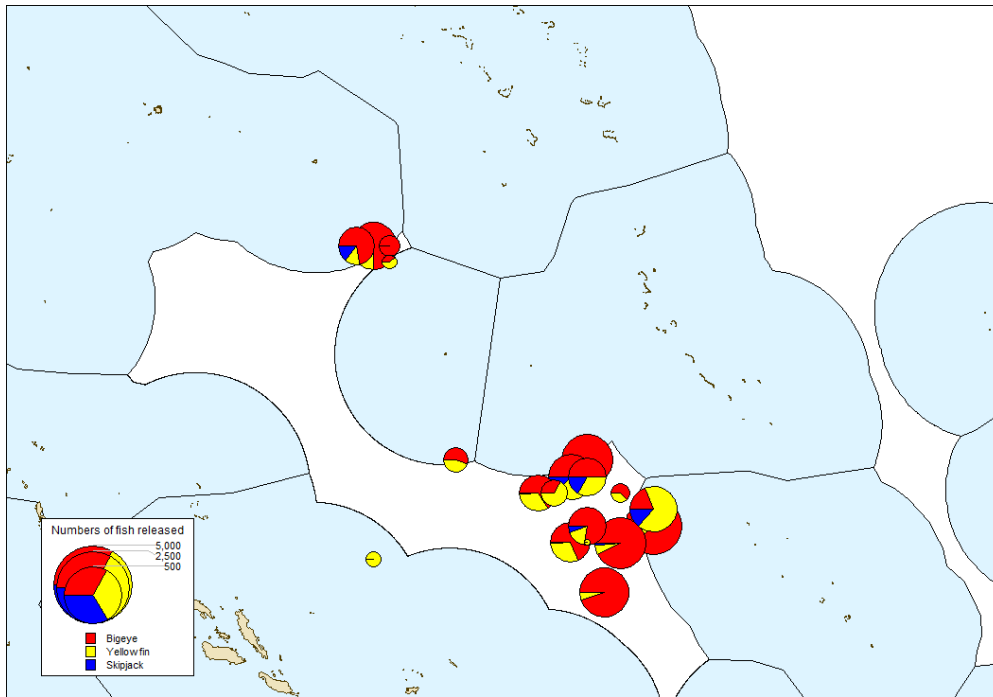 Numbers of fish released
5,000
2,500
500
Bigeye
Yellowfin
Skipjack